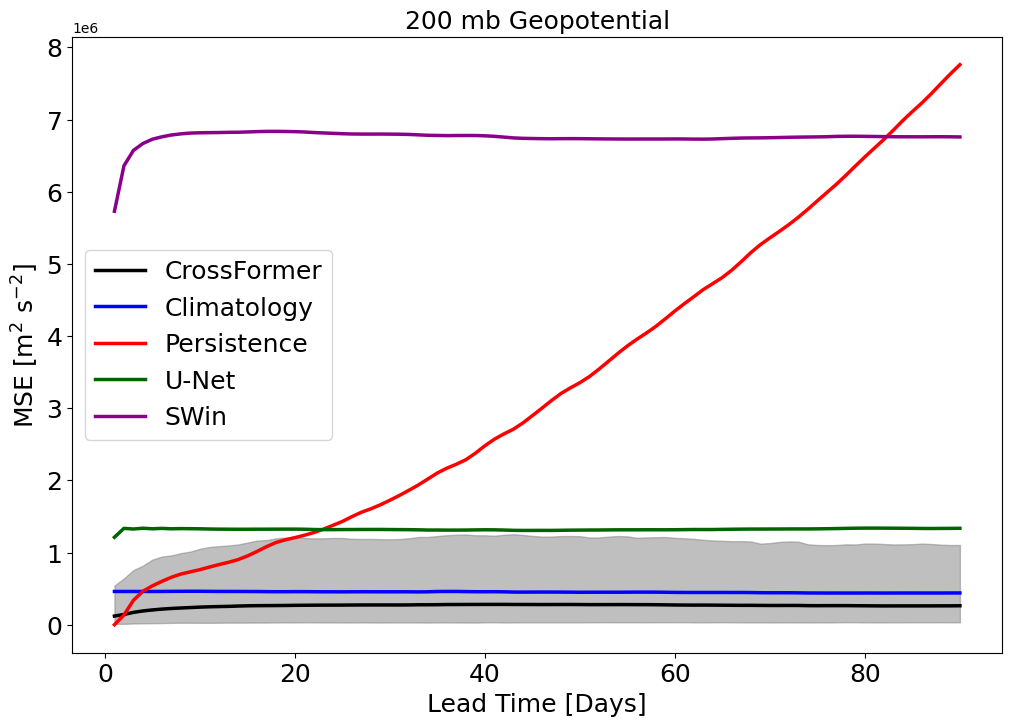 200 mb Geopotential
1e6
8
7
6
5
4
3
2
1
0
MSE [m² s⁻²]
CrossFormer
Climatology
Persistence
U-Net
SWin
0 20 40 60 80
Lead Time [Days]